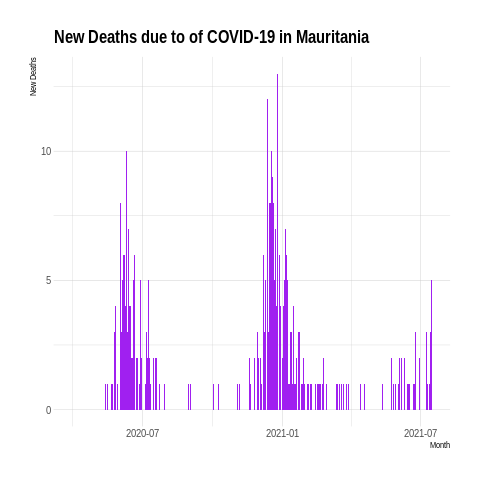 New Deaths due to of COVID-19 in Mauritania
New Deaths
10
5
0
2020-07
2021-01
2021-07
Month